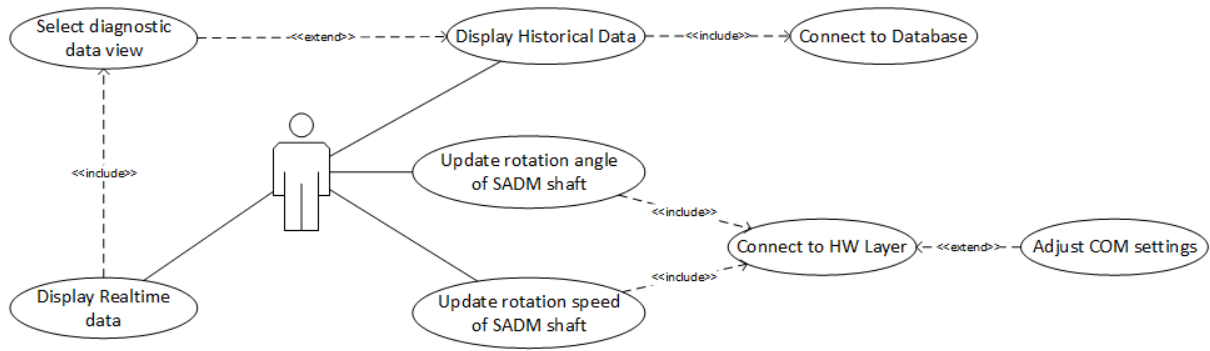 Select diagnostic
data view
<<extend>>
Display Historical Data
<<include>>
Connect to Database
<<include>>
Update rotation angle
of SADM shaft
<<include>>
Connect to HW Layer
<<extend>>
Adjust COM settings
<<include>>
Display Realtime
data
Update rotation speed
of SADM shaft